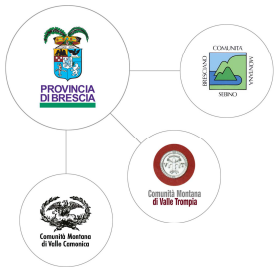 PROVINCIA
DI BRESCIA
COMUNITÀ
BRESCIANO
MONTANA
SEBINO
Comunità Montana
di Valle Trompia
Comunità Montana
di Valle Camonica